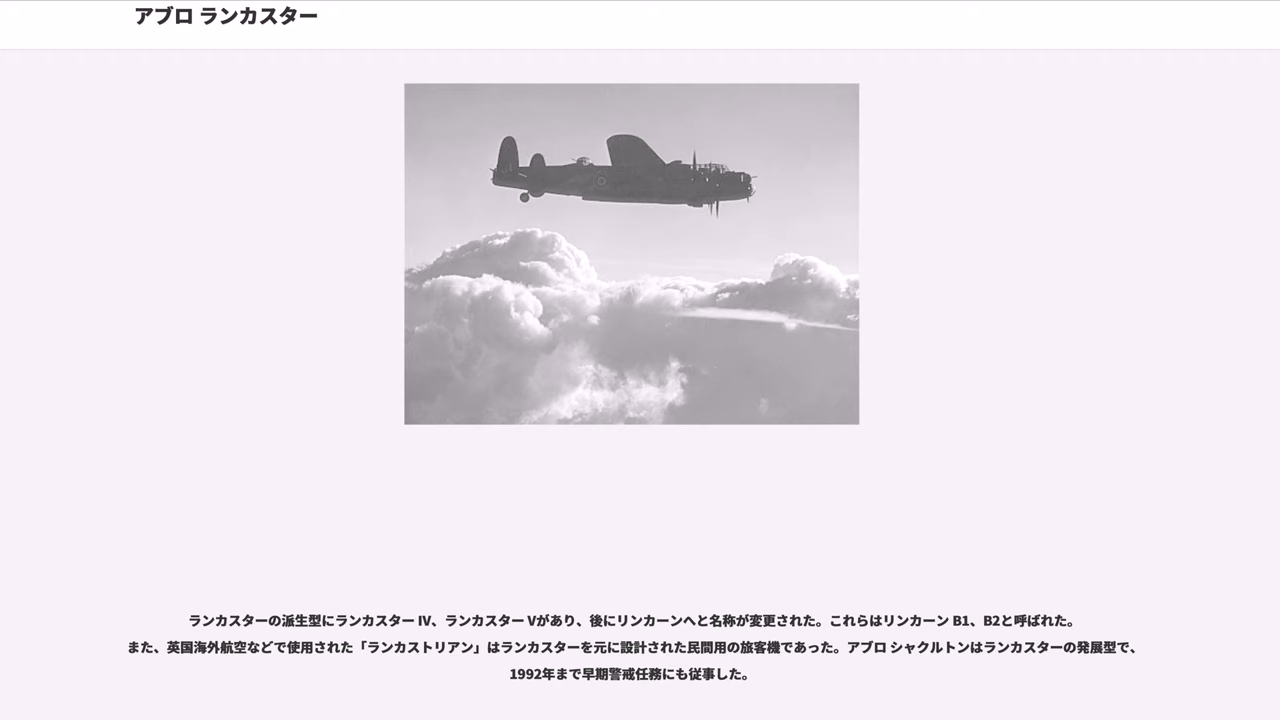 アブロ ランカスター
ランカスターの派生型にランカスター IV、ランカスター Vがあり、後にリンカーンへと名称が変更された。これらはリンカーン B1、B2と呼ばれた。
また、英国海外航空などで使用された「ランカストリアン」はランカスターを元に設計された民間用の旅客機であった。アブロ シャクルトンはランカスターの発展型で、
1992年まで早期警戒任務にも従事した。